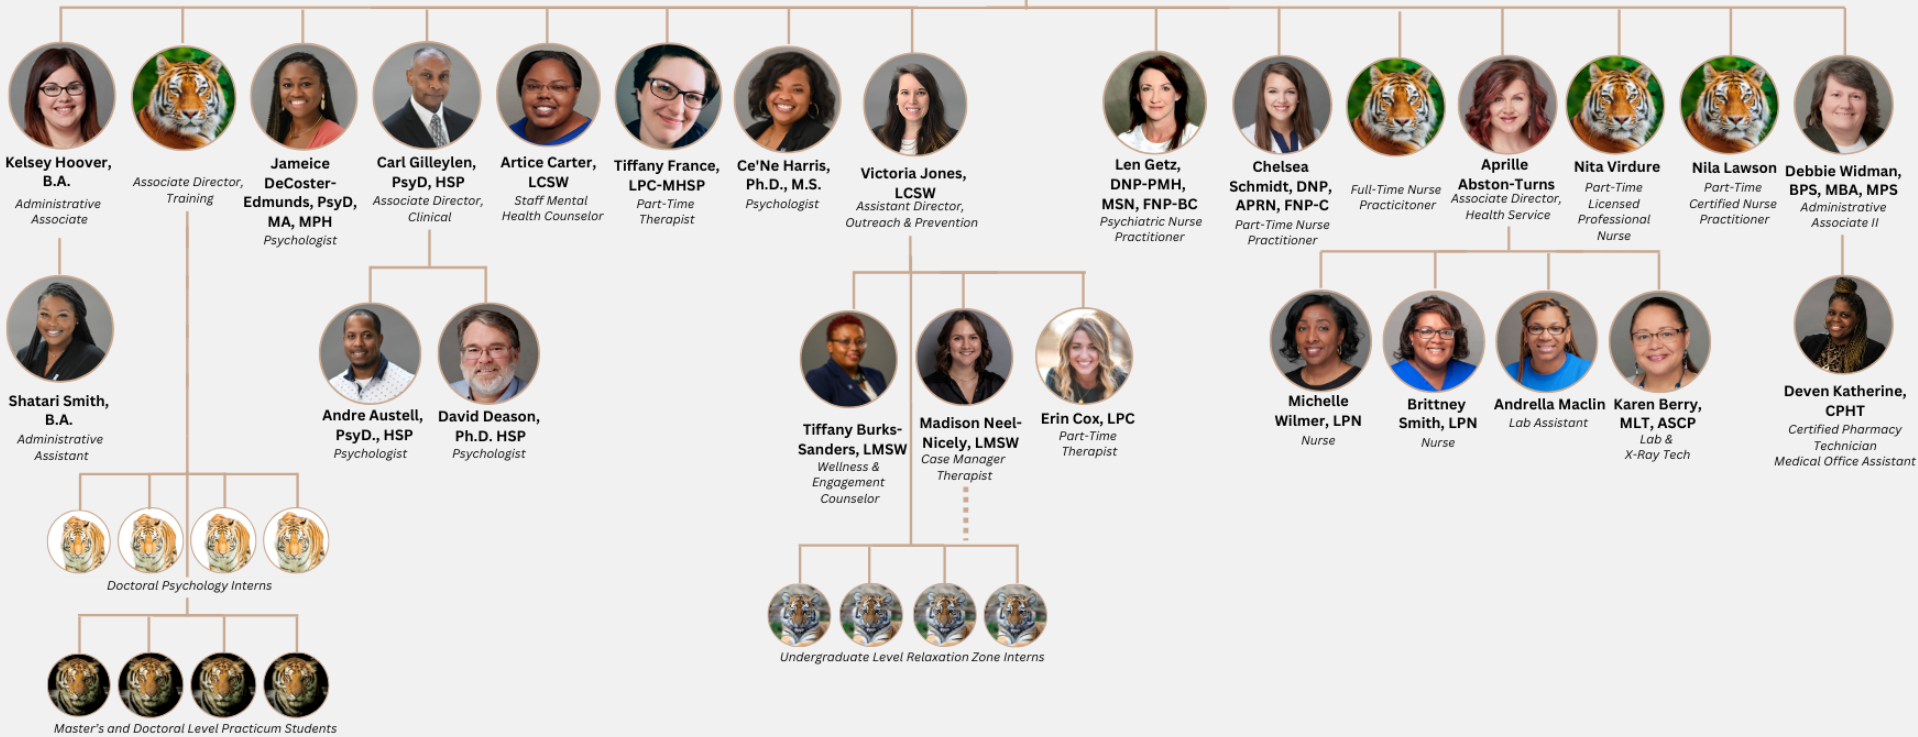 Kelsey Hoover,
B.A.
Administrative
Associate
Associate Director,
Training
Jameice
DeCoster-
Edmunds, PsyD,
MA, MPH
Psychologist
Carl Gilleylen,
PsyD, HSP
Associate Director,
Clinical
Artice Carter,
LCSW
Staff Mental
Health Counselor
Tiffany France,
LPC-MHSP
Part-Time
Therapist
Ce'Ne Harris,
Ph.D., M.S.
Psychologist
Victoria Jones,
LCSW
Assistant Director,
Outreach & Prevention
Len Getz,
DNP-PMH,
MSN, FNP-BC
Psychiatric Nurse
Practitioner
Chelsea
Schmidt, DNP,
APRN, FNP-C
Part-Time Nurse
Practitioner
Full-Time Nurse
Practicitoner
Aprille
Abston-Turns
Associate Director,
Health Service
Nita Virdure
Part-Time
Licensed
Professional
Nurse
Nila Lawson
Part-Time
Certified Nurse
Practitioner
Debbie Widman,
BPS, MBA, MPS
Administrative
Associate II
Shatari Smith,
B.A.
Administrative
Assistant
Andre Austell,
PsyD., HSP
Psychologist
David Deason,
Ph.D. HSP
Psychologist
Tiffany Burks-
Sanders, LMSW
Wellness &
Engagement
Counselor
Madison Neel-
Nicely, LMSW
Case Manager
Therapist
Erin Cox, LPC
Part-Time
Therapist
Michelle
Wilmer, LPN
Nurse
Brittney
Smith, LPN
Nurse
Andrella Maclin
Lab Assistant
Karen Berry,
MLT, ASCP
Lab &
X-Ray Tech
Deven Katherine,
CPHT
Certified Pharmacy
Technician
Medical Office Assistant
Doctoral Psychology Interns
Undergraduate Level Relaxation Zone Interns
Master's and Doctoral Level Practicum Students